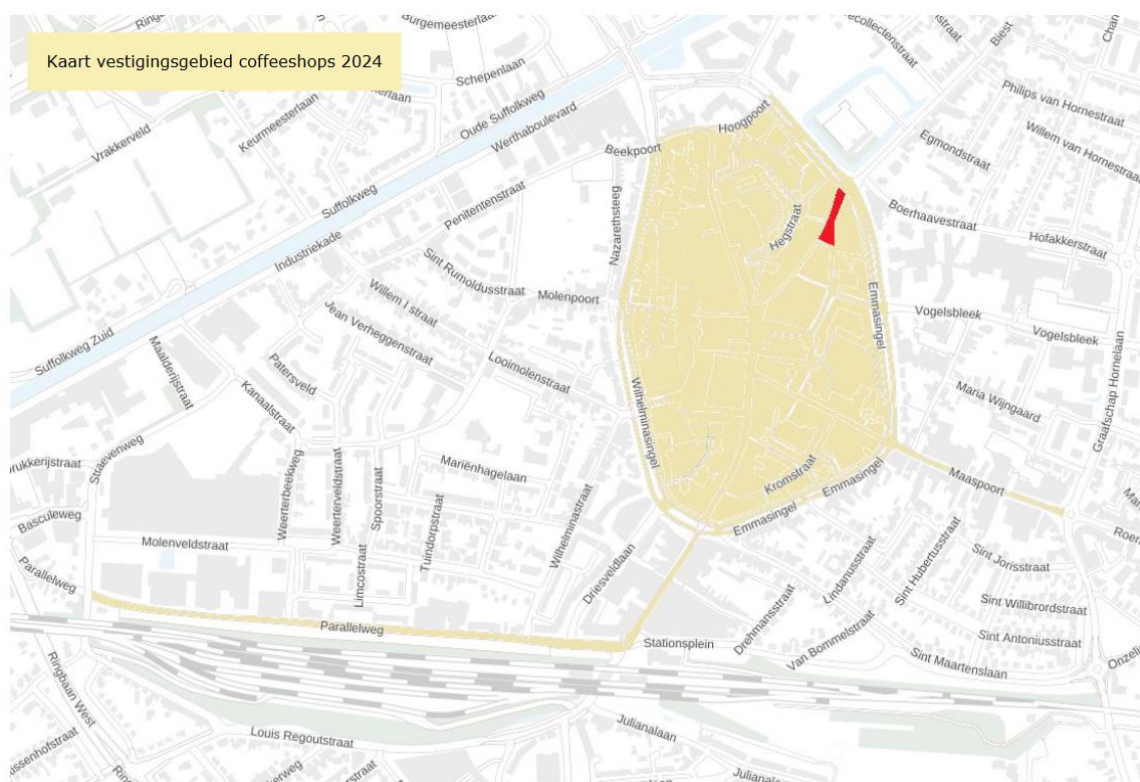 Kaart vestigingsgebied coffeeshops 2024
Burgemeesterlaan
Schepenlaan
Keurmeesterlaan
Vrakkerveld
Oude Suffolkweg
Werthaboulevard
Suffolkweg
Penitentenstraat
Industriekade
Suffolkweg Zuid
Beekpoort
Hoogpoort
Biest
Philips van Hornestraat
Willem van Hornestraat
Egmondstraat
Boerhaavestraat
Hofakkerstraat
Nazarethsteeg
Hegstraat
Sint Rumoldusstraat
Molenpoort
Willem I straat
Jean Verheggenstraat
Looimolenstraat
Emmasingel
Vogelsbleek
Vogelsbleek
Maria Wijngaard
Graafschap Hornelaan
Maalderijstraat
Patersveld
Kanaalstraat
Wilhelminasingel
Sttaevenweg
Mariënhagelaan
Kromstraat
Emmasingel
Emmasingel
Maaspoort
Basculeweg
Weerterbeekweg
Weerterveldstraat
Spoorstraat
Tuindorpstraat
Wilhelminastraat
Molenveldstraat
Limcostraat
Driesveldlaan
Parallelweg
Parallelweg
Stationsplein
Drehmansstraat
Lindanusstraat
Van Bommelstraat
Sint Hubertusstraat
Sint Jorisstraat
Sint Willibrordstraat
Sint Antoniusstraat
Sint Maartenslaan
Ringbaan West
Louis Regoutstraat
Julianalaan
Julianalaan